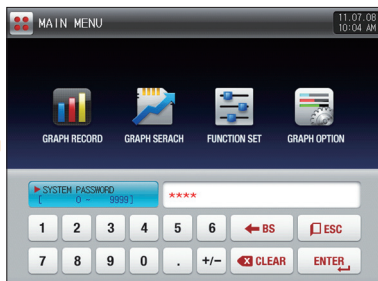 MAIN MENU
11.07.08
10:04 AM
GRAPH RECORD GRAPH SERACH FUNCTION SET GRAPH OPTION
▶ SYSTEM PASSWORD
[ 0 ~ 9999 ]
****
1 2 3 4 5 6 ← BS ESC
7 8 9 0 . +/- CLEAR ENTER